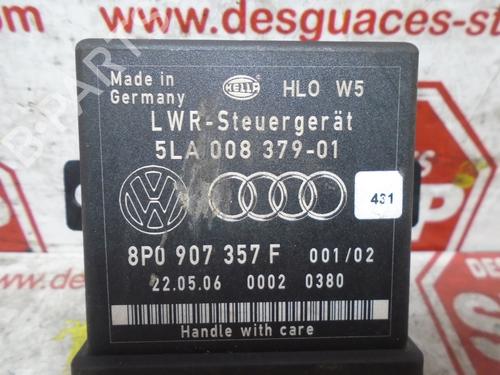 www.desguaces-sto
Made in
Germany
HELLA
HLO W5
LWR-Steuergerät
5LA 008 379-01
431
8P0 907 357 F 001/02
22.05.06 0002 0380
Handle with care